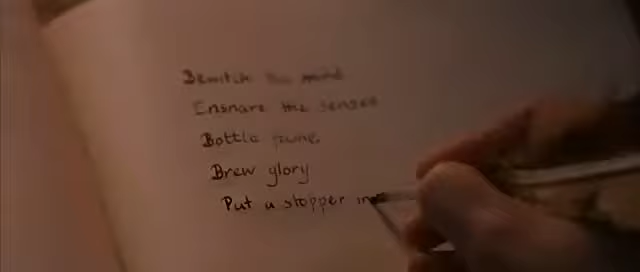 Bewitch the mind
Ensnare the senses
Bottle fame,
Brew glory
Put a stopper in